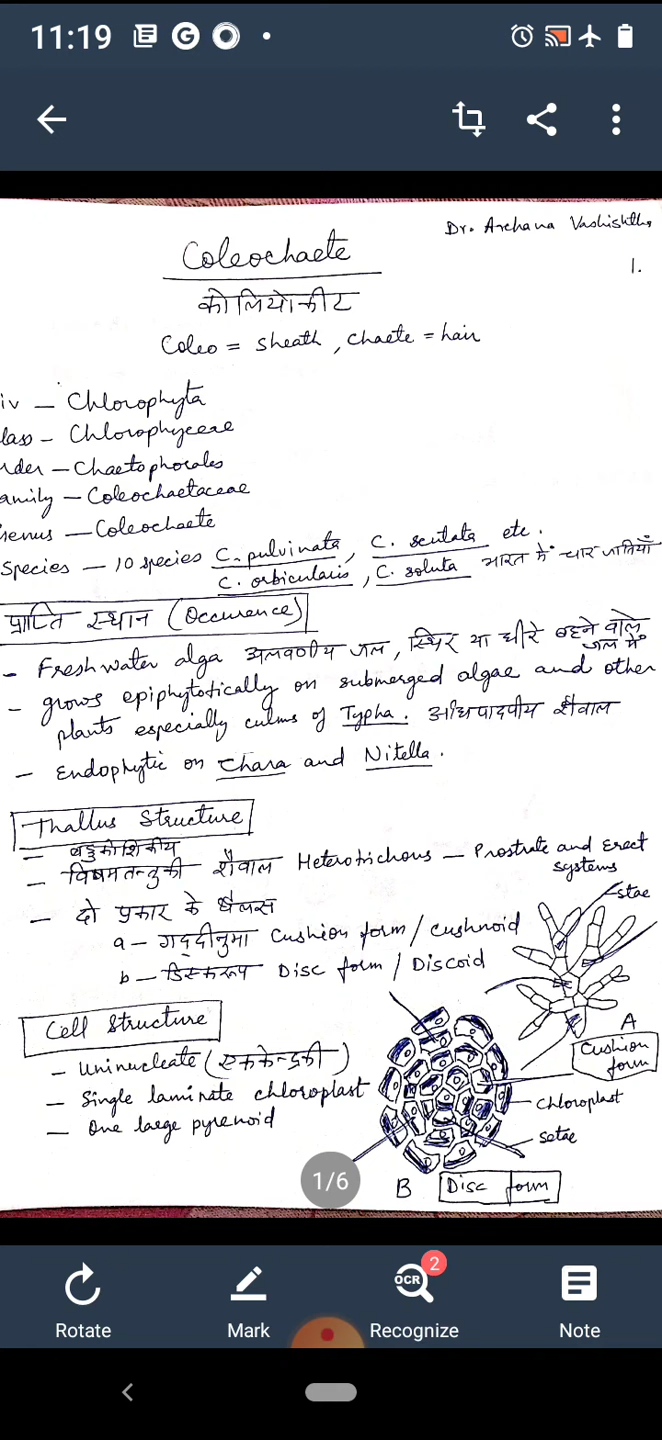 11:19
Dr. Archana Vashishth
Coleochaete
1.
कोलियोकीट
Coleo = sheath, chaete = hair
iv — Chlorophyta
lass — Chlorophyceae
rder — Chaetophorales
amily — Coleochaetaceae
enus — Coleochaete
Species — 10 species C. pulvinata, C. scutata etc.
C. orbicularis, C. soluta भारत में चार जातियाँ
प्राप्ति स्थान (Occurence)
- Freshwater alga अलवणीय जल, स्थिर या धीरे बहने वाले जल में
- grows epiphytotically on submerged algae and other
plants especially culms of Typha. अधिपादपीय शैवाल
- Endophytic on Chara and Nitella.
Thallus Structure
- बहुकोशिकीय
- विषमतन्तुकी शैवाल Heterotrichous — Prostrate and Erect
systems
- दो प्रकार के थैलस
stae
a — गद्दीनुमा Cushion form / cushnoid
b — डिस्करूप Disc form / Discoid
A
Cushion
form
Cell Structure
- Uninucleate (एककेन्द्रकी)
- Single laminate chloroplast
- One large pyrenoid
chloroplast
setae
B Disc form
1/6
OCR
2
Rotate
Mark
Recognize
Note